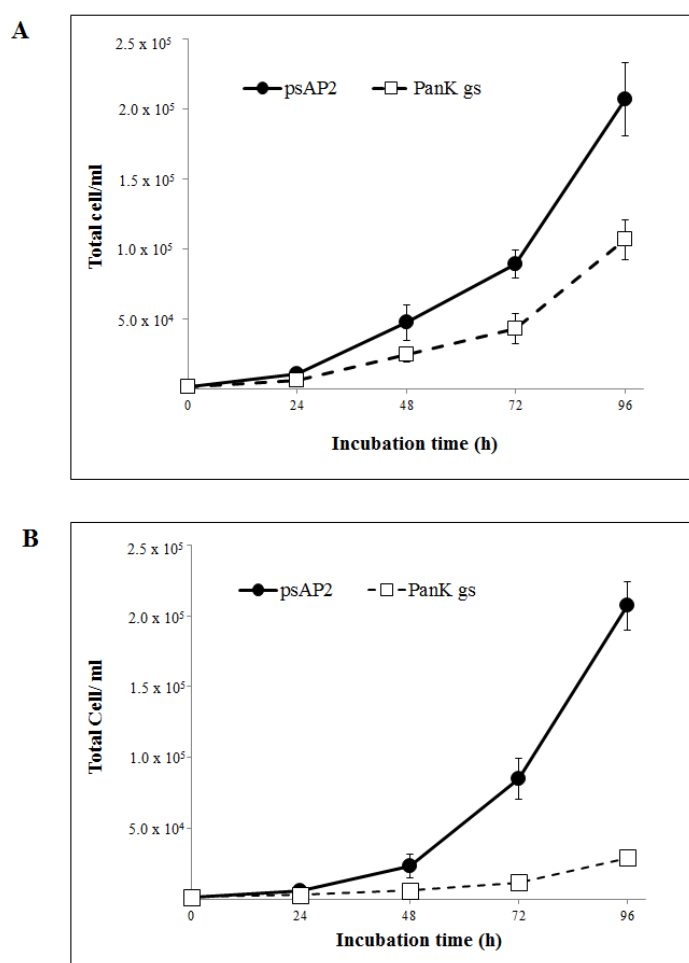 A
2.5 x 10⁵
psAP2 PanK gs
2.0 x 10⁵
1.5 x 10⁵
1.0 x 10⁵
5.0 x 10⁴
Total cell/ml
0 24 48 72 96
Incubation time (h)
B
2.5 x 10⁵
psAP2 PanK gs
2.0 x 10⁵
1.5 x 10⁵
1.0 x 10⁵
5.0 x 10⁴
Total Cell/ ml
0 24 48 72 96
Incubation time (h)